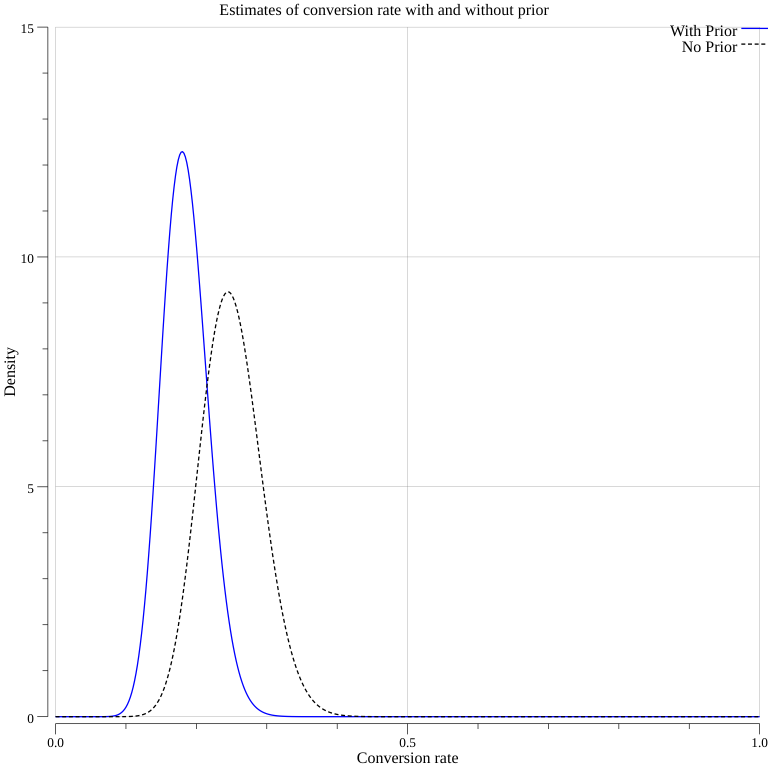 Estimates of conversion rate with and without prior
With Prior
No Prior
15
10
5
0
Density
0.0
0.5
1.0
Conversion rate